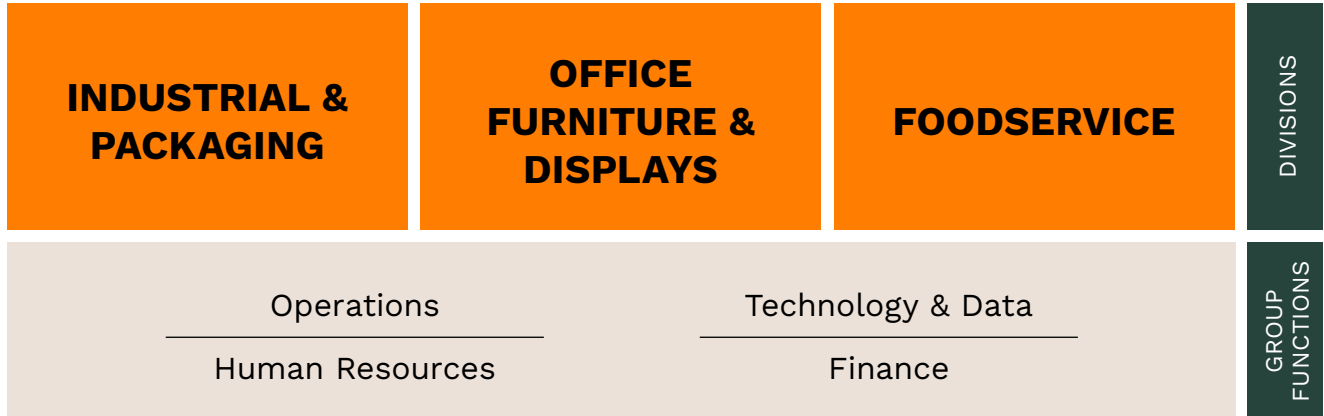 INDUSTRIAL &
PACKAGING
OFFICE
FURNITURE &
DISPLAYS
FOODSERVICE
DIVISIONS
Operations
Human Resources
Technology & Data
Finance
GROUP
FUNCTIONS